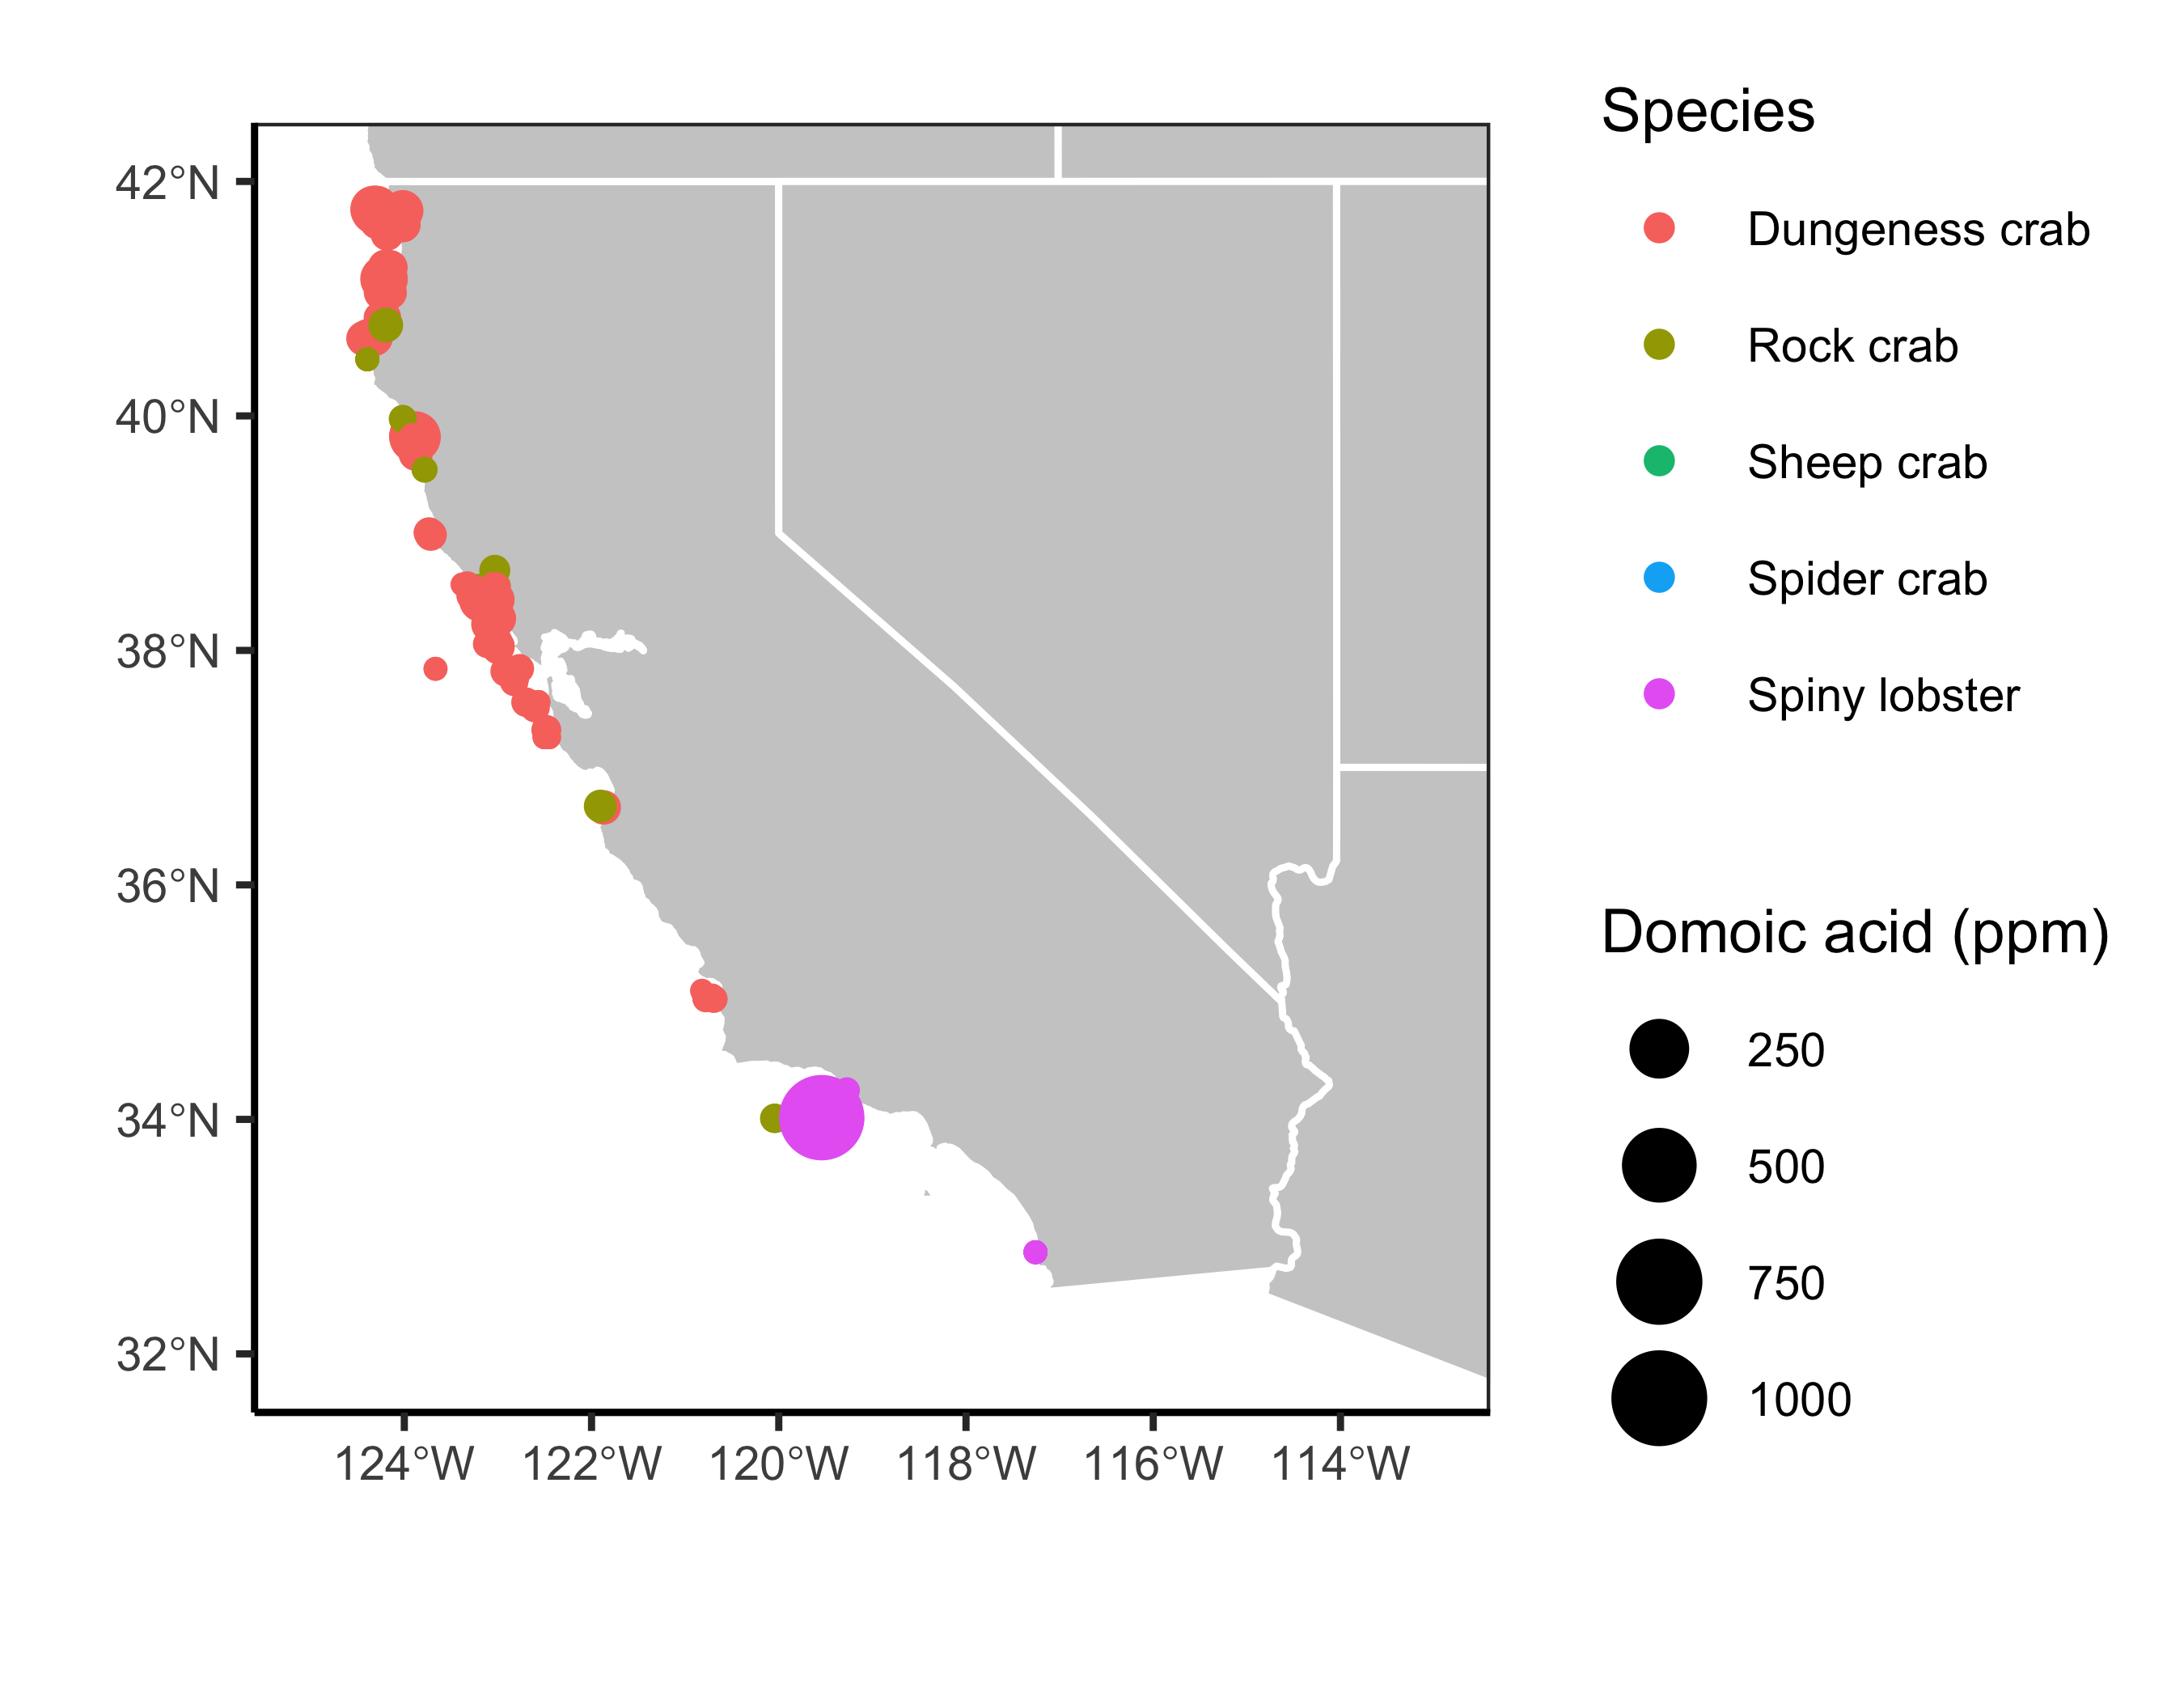 Species
Dungeness crab
Rock crab
Sheep crab
Spider crab
Spiny lobster
Domoic acid (ppm)
250
500
750
1000
42°N
40°N
38°N
36°N
34°N
32°N
124°W 122°W 120°W 118°W 116°W 114°W